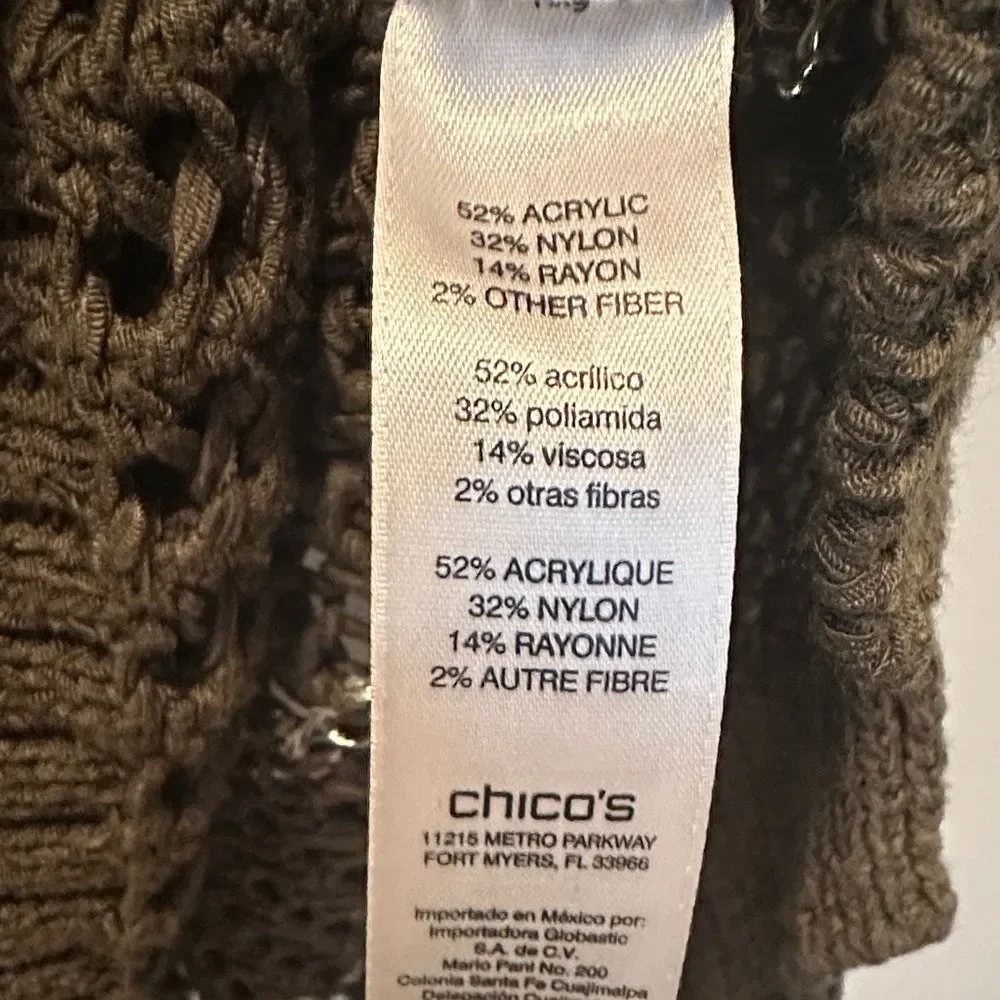 52% ACRYLIC
32% NYLON
14% RAYON
2% OTHER FIBER
52% acrílico
32% poliamida
14% viscosa
2% otras fibras
52% ACRYLIQUE
32% NYLON
14% RAYONNE
2% AUTRE FIBRE
chico's
11215 METRO PARKWAY
FORT MYERS, FL 33966
Importado en México por:
Importadora Globastic
S.A. de C.V.
Mario Pani No. 200
Colonia Santa Fe Cuajimalpa
Delegación